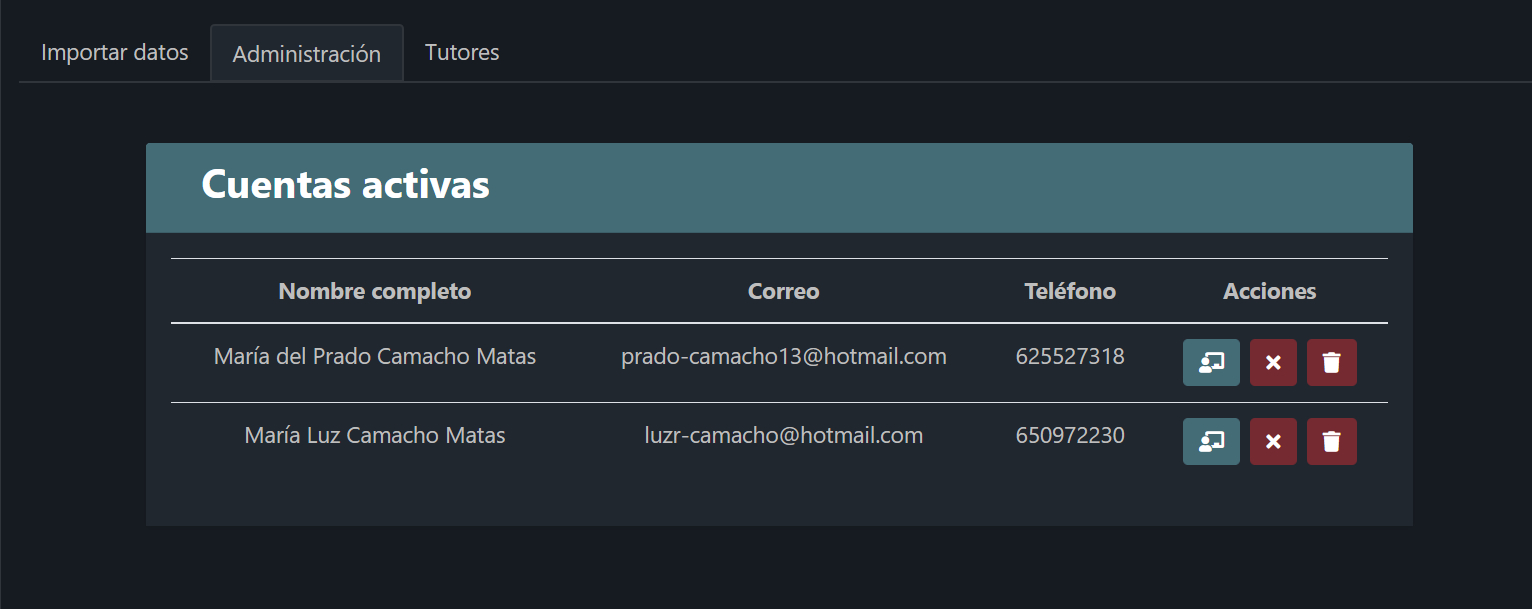 Importar datos Administración Tutores
Cuentas activas
Nombre completo Correo Teléfono Acciones
María del Prado Camacho Matas prado-camacho13@hotmail.com 625527318
María Luz Camacho Matas luzr-camacho@hotmail.com 650972230